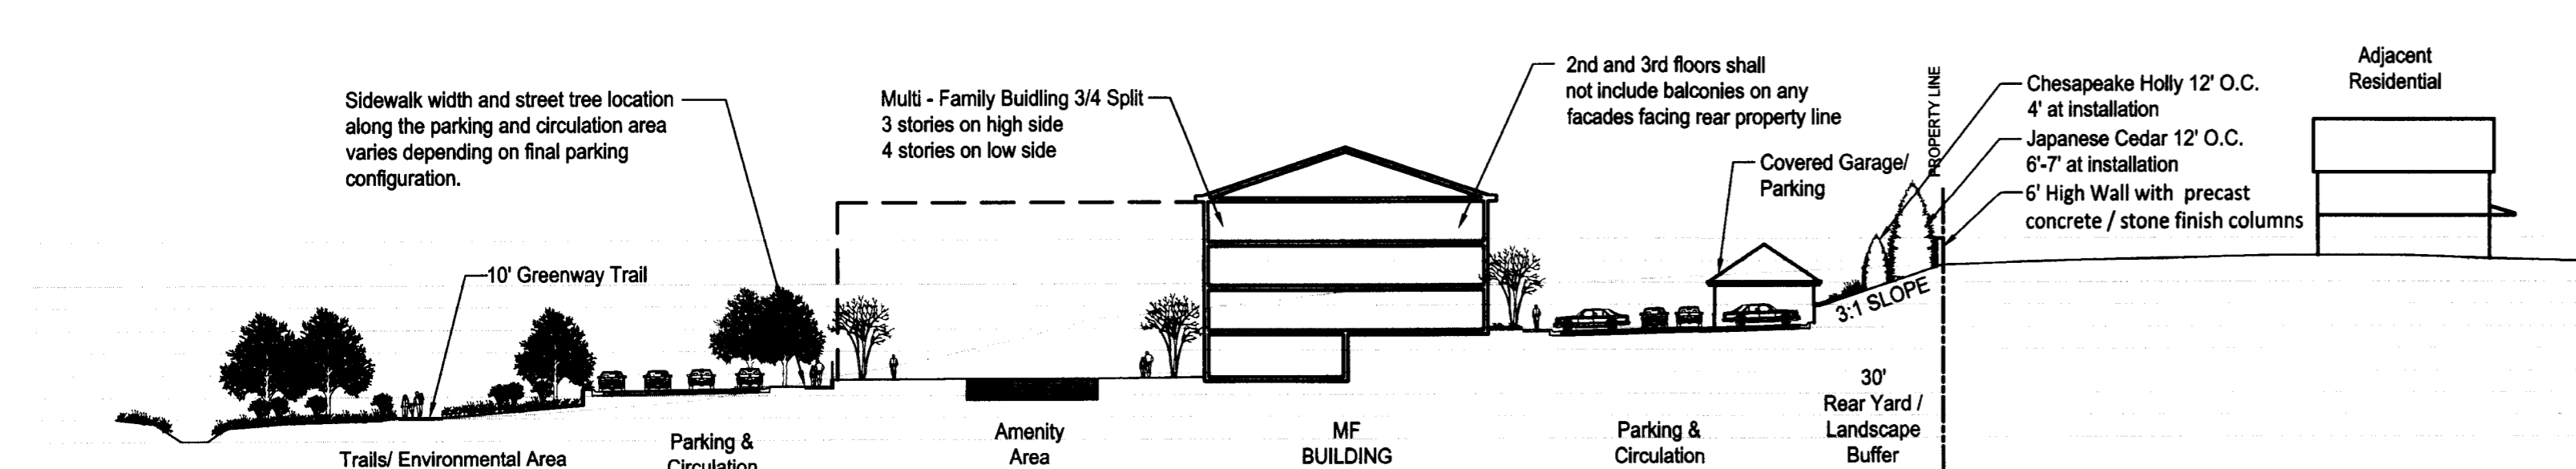 Sidewalk width and street tree location
along the parking and circulation area
varies depending on final parking
configuration.
10' Greenway Trail
Multi - Family Buidling 3/4 Split
3 stories on high side
4 stories on low side
2nd and 3rd floors shall
not include balconies on any
facades facing rear property line
Covered Garage/
Parking
PROPERTY LINE
Chesapeake Holly 12' O.C.
4' at installation
Japanese Cedar 12' O.C.
6'-7' at installation
6' High Wall with precast
concrete / stone finish columns
Adjacent
Residential
3:1 SLOPE
Trails/ Environmental Area
Parking &
Circulation
Amenity
Area
MF
BUILDING
Parking &
Circulation
30'
Rear Yard /
Landscape
Buffer